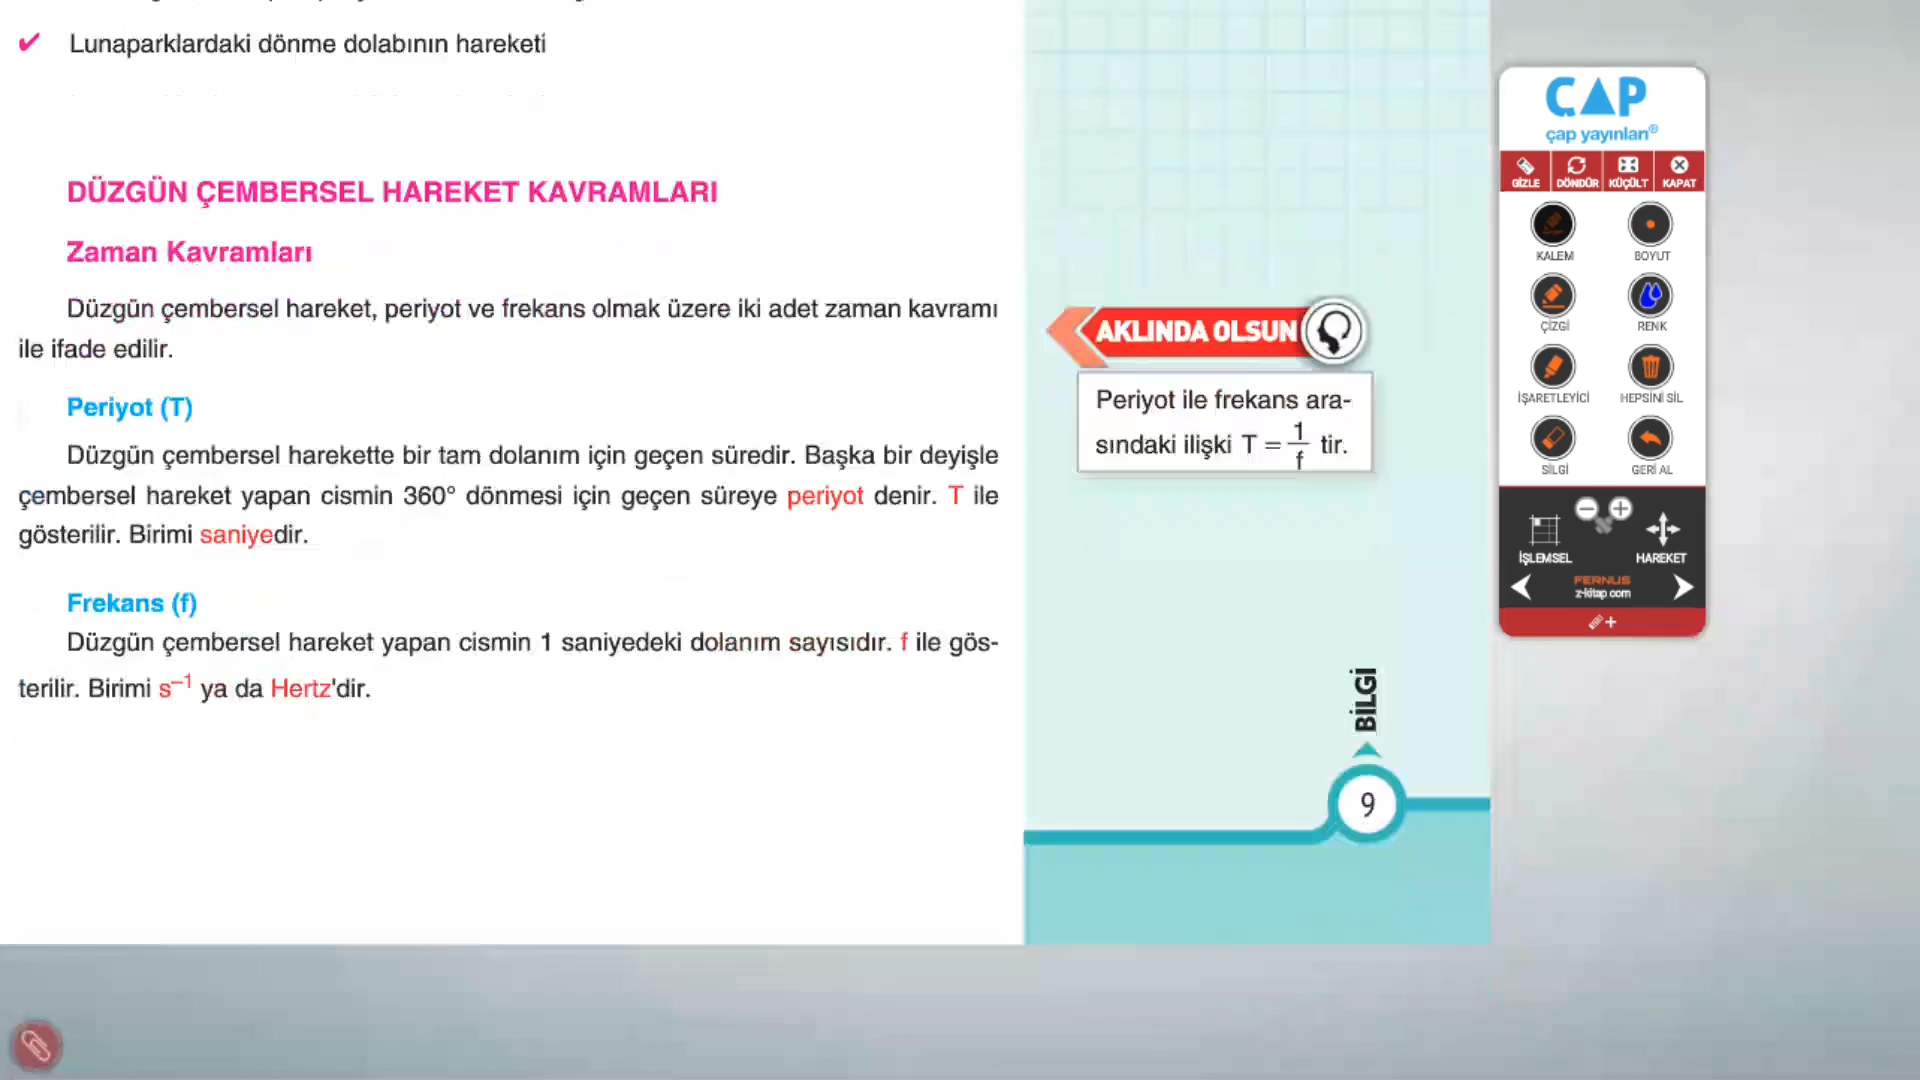 ✔ Lunaparklardaki dönme dolabının hareketi
DÜZGÜN ÇEMBERSEL HAREKET KAVRAMLARI
Zaman Kavramları
Düzgün çembersel hareket, periyot ve frekans olmak üzere iki adet zaman kavramı
ile ifade edilir.
Periyot (T)
Düzgün çembersel harekette bir tam dolanım için geçen süredir. Başka bir deyişle
çembersel hareket yapan cismin 360° dönmesi için geçen süreye periyot denir. T ile
gösterilir. Birimi saniyedir.
Frekans (f)
Düzgün çembersel hareket yapan cismin 1 saniyedeki dolanım sayısıdır. f ile gös-
terilir. Birimi s⁻¹ ya da Hertz'dir.
AKLINDA OLSUN
Periyot ile frekans ara-
sındaki ilişki T = 1/f tir.
BİLGİ
9
ÇAP
çap yayınları®
GİZLE DÖNDÜR KÜÇÜLT KAPAT
KALEM BOYUT
ÇİZGİ RENK
İŞARETLEYİCİ HEPSİNİ SİL
SİLGİ GERİ AL
İŞLEMSEL HAREKET
FERNUS
z-kitap.com